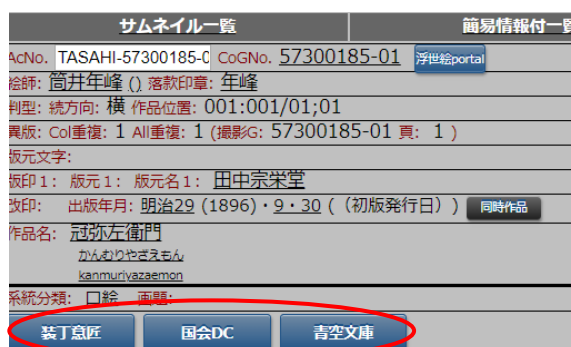 サムネイル一覧 簡易情報付一覧
AcNo. TASAHI-57300185-0 CoGNo. 57300185-01 浮世絵portal
絵師: 筒井年峰 () 落款印章: 年峰
判型: 続方向: 横 作品位置: 001:001/01;01
異版: Col重複: 1 All重複: 1 (撮影G: 57300185-01 頁: 1 )
版元文字:
版印1: 版元1: 版元名1: 田中宗栄堂
改印: 出版年月: 明治29 (1896)・9・30 ( (初版発行日) ) 同時作品
作品名: 冠弥左衛門
かんむりやざえもん
kanmuriyazaemon
系統分類: 口絵 画題:
装丁意匠 国会DC 青空文庫